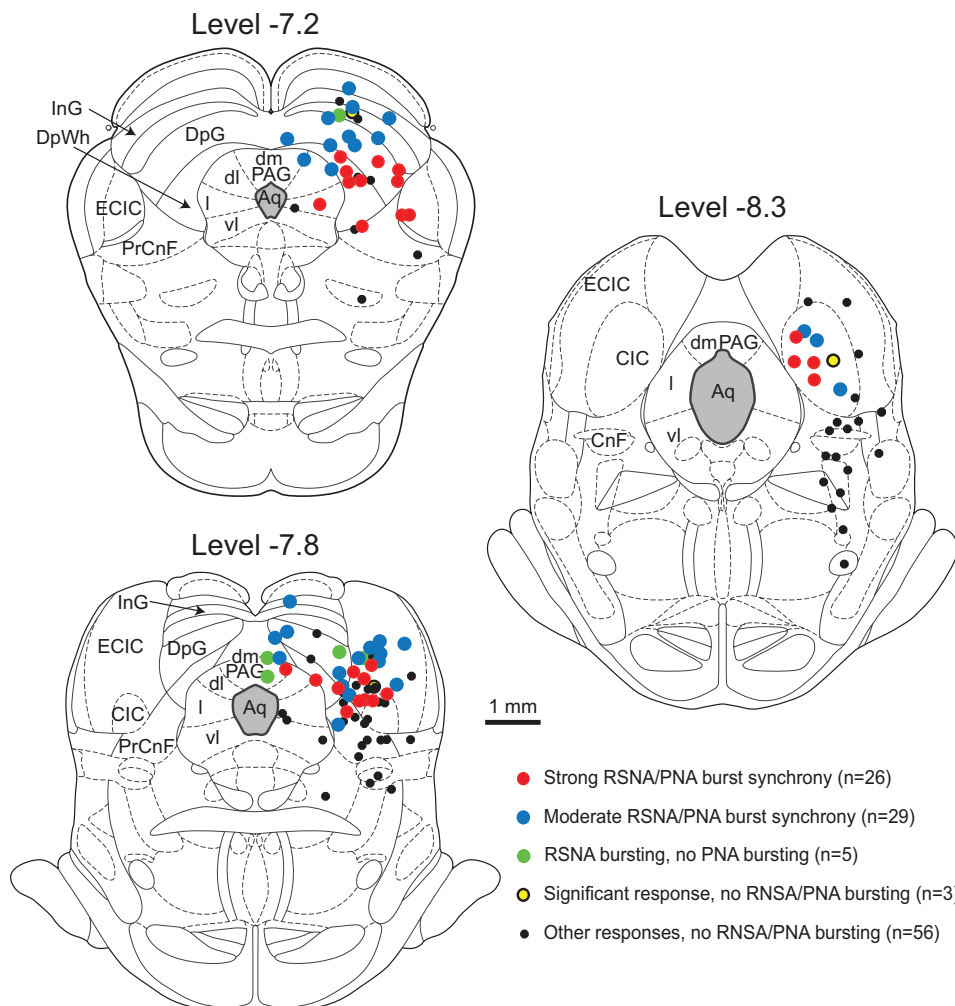 Level -7.2
InG
DpWh
DpG
dm
PAG
dl
Aq
ECIC
l
vl
PrCnF
Level -8.3
ECIC
dmPAG
CIC
l
Aq
CnF
vl
Level -7.8
InG
ECIC
DpG
dm
PAG
dl
l
Aq
CIC
PrCnF
vl
1 mm
Strong RSNA/PNA burst synchrony (n=26)
Moderate RSNA/PNA burst synchrony (n=29)
RSNA bursting, no PNA bursting (n=5)
Significant response, no RNSA/PNA bursting (n=3)
Other responses, no RNSA/PNA bursting (n=56)